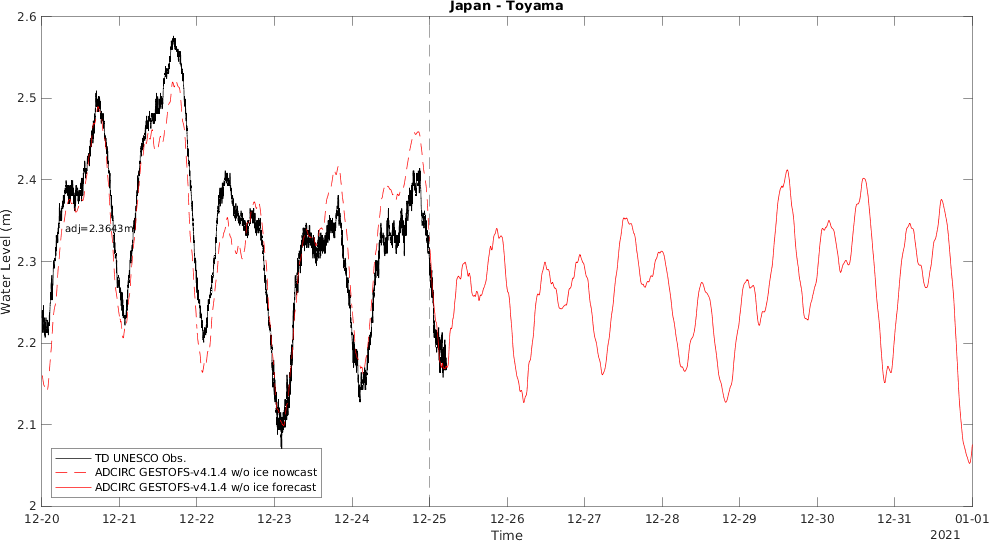 Japan - Toyama
2.6
2.5
2.4
2.3
2.2
2.1
2
Water Level (m)
adj=2.3643m
TD UNESCO Obs.
ADCIRC GESTOFS-v4.1.4 w/o ice nowcast
ADCIRC GESTOFS-v4.1.4 w/o ice forecast
12-20 12-21 12-22 12-23 12-24 12-25 12-26 12-27 12-28 12-29 12-30 12-31 01-01
Time
2021